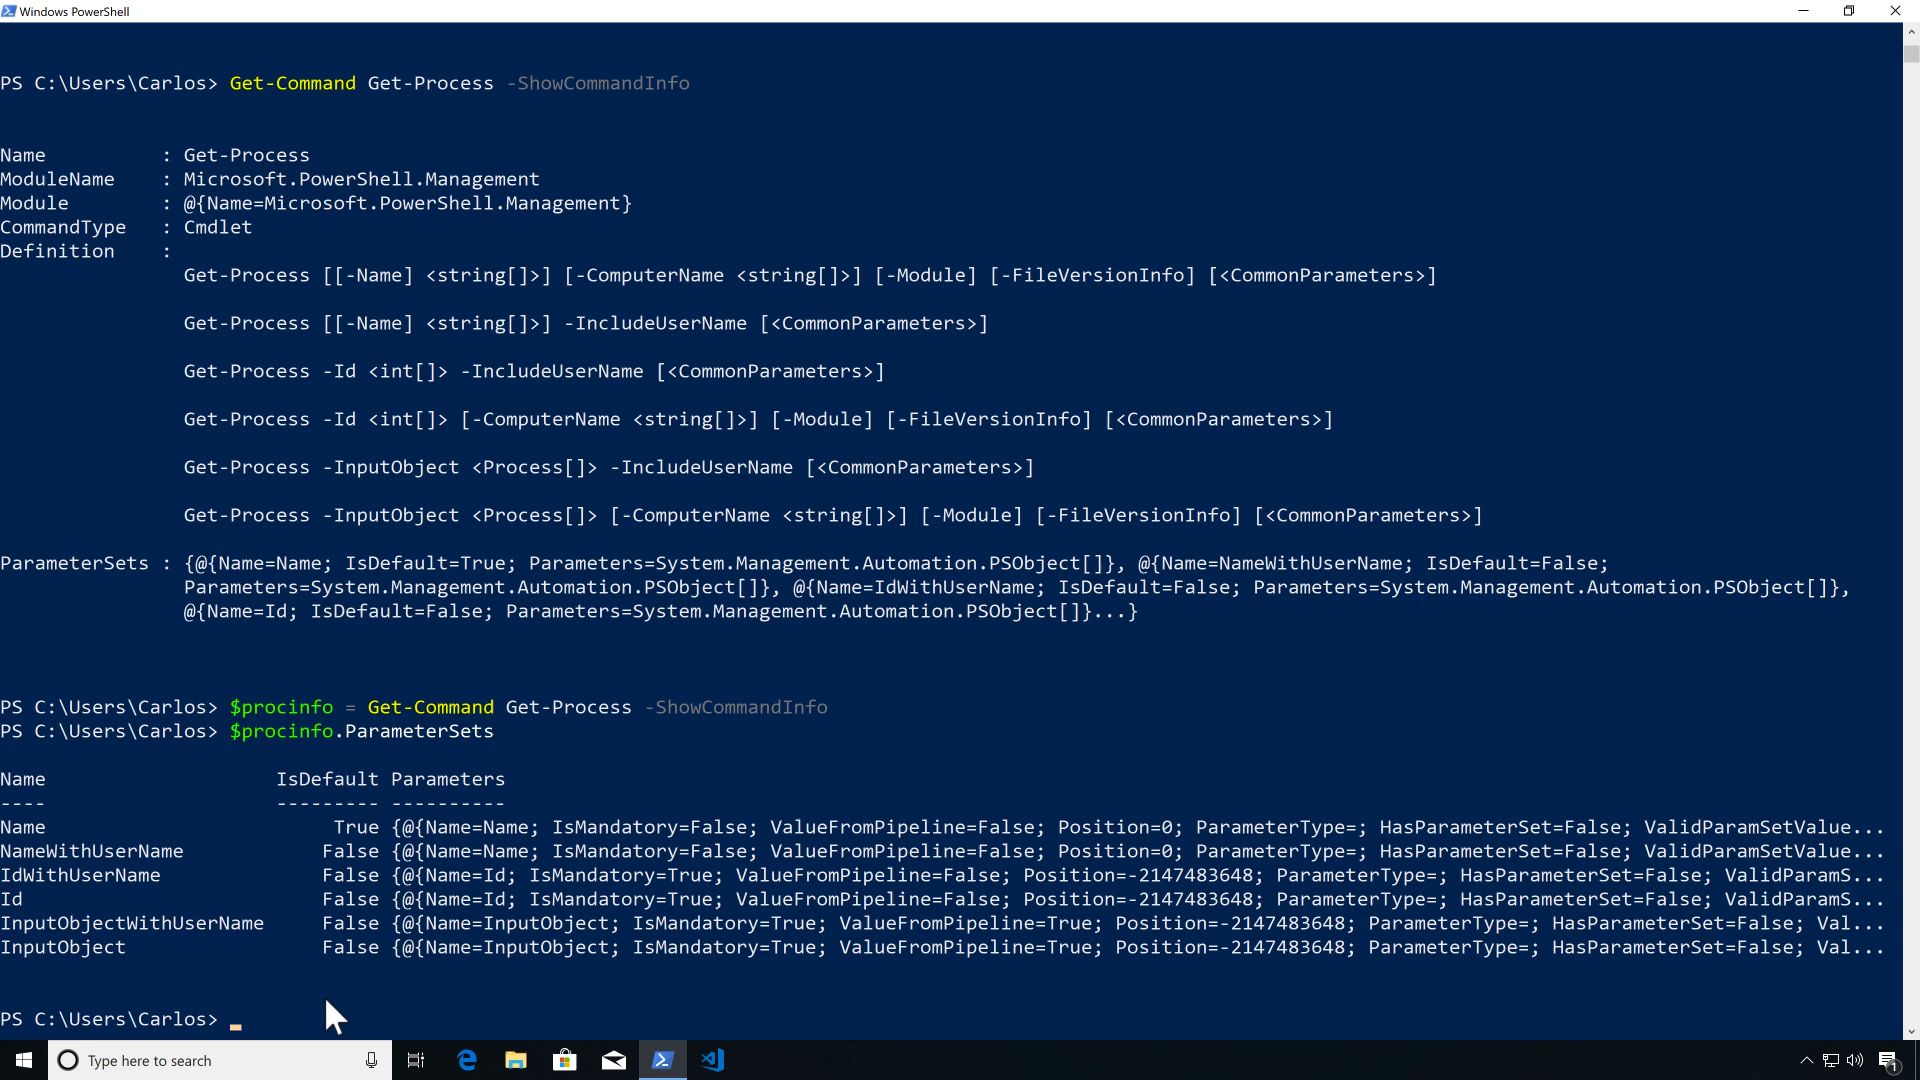 Windows PowerShell
PS C:\Users\Carlos> Get-Command Get-Process -ShowCommandInfo
Name          : Get-Process
ModuleName    : Microsoft.PowerShell.Management
Module        : @{Name=Microsoft.PowerShell.Management}
CommandType   : Cmdlet
Definition    :
                Get-Process [[-Name] <string[]>] [-ComputerName <string[]>] [-Module] [-FileVersionInfo] [<CommonParameters>]
                Get-Process [[-Name] <string[]>] -IncludeUserName [<CommonParameters>]
                Get-Process -Id <int[]> -IncludeUserName [<CommonParameters>]
                Get-Process -Id <int[]> [-ComputerName <string[]>] [-Module] [-FileVersionInfo] [<CommonParameters>]
                Get-Process -InputObject <Process[]> -IncludeUserName [<CommonParameters>]
                Get-Process -InputObject <Process[]> [-ComputerName <string[]>] [-Module] [-FileVersionInfo] [<CommonParameters>]
ParameterSets : {@{Name=Name; IsDefault=True; Parameters=System.Management.Automation.PSObject[]}, @{Name=NameWithUserName; IsDefault=False;
                Parameters=System.Management.Automation.PSObject[]}, @{Name=IdWithUserName; IsDefault=False; Parameters=System.Management.Automation.PSObject[]},
                @{Name=Id; IsDefault=False; Parameters=System.Management.Automation.PSObject[]}...}
PS C:\Users\Carlos> $procinfo = Get-Command Get-Process -ShowCommandInfo
PS C:\Users\Carlos> $procinfo.ParameterSets
Name                    IsDefault Parameters
----                    --------- ----------
Name                         True {@{Name=Name; IsMandatory=False; ValueFromPipeline=False; Position=0; ParameterType=; HasParameterSet=False; ValidParamSetValue...
NameWithUserName            False {@{Name=Name; IsMandatory=False; ValueFromPipeline=False; Position=0; ParameterType=; HasParameterSet=False; ValidParamSetValue...
IdWithUserName              False {@{Name=Id; IsMandatory=True; ValueFromPipeline=False; Position=-2147483648; ParameterType=; HasParameterSet=False; ValidParamS...
Id                          False {@{Name=Id; IsMandatory=True; ValueFromPipeline=False; Position=-2147483648; ParameterType=; HasParameterSet=False; ValidParamS...
InputObjectWithUserName     False {@{Name=InputObject; IsMandatory=True; ValueFromPipeline=True; Position=-2147483648; ParameterType=; HasParameterSet=False; Val...
InputObject                 False {@{Name=InputObject; IsMandatory=True; ValueFromPipeline=True; Position=-2147483648; ParameterType=; HasParameterSet=False; Val...
PS C:\Users\Carlos>
Type here to search
1